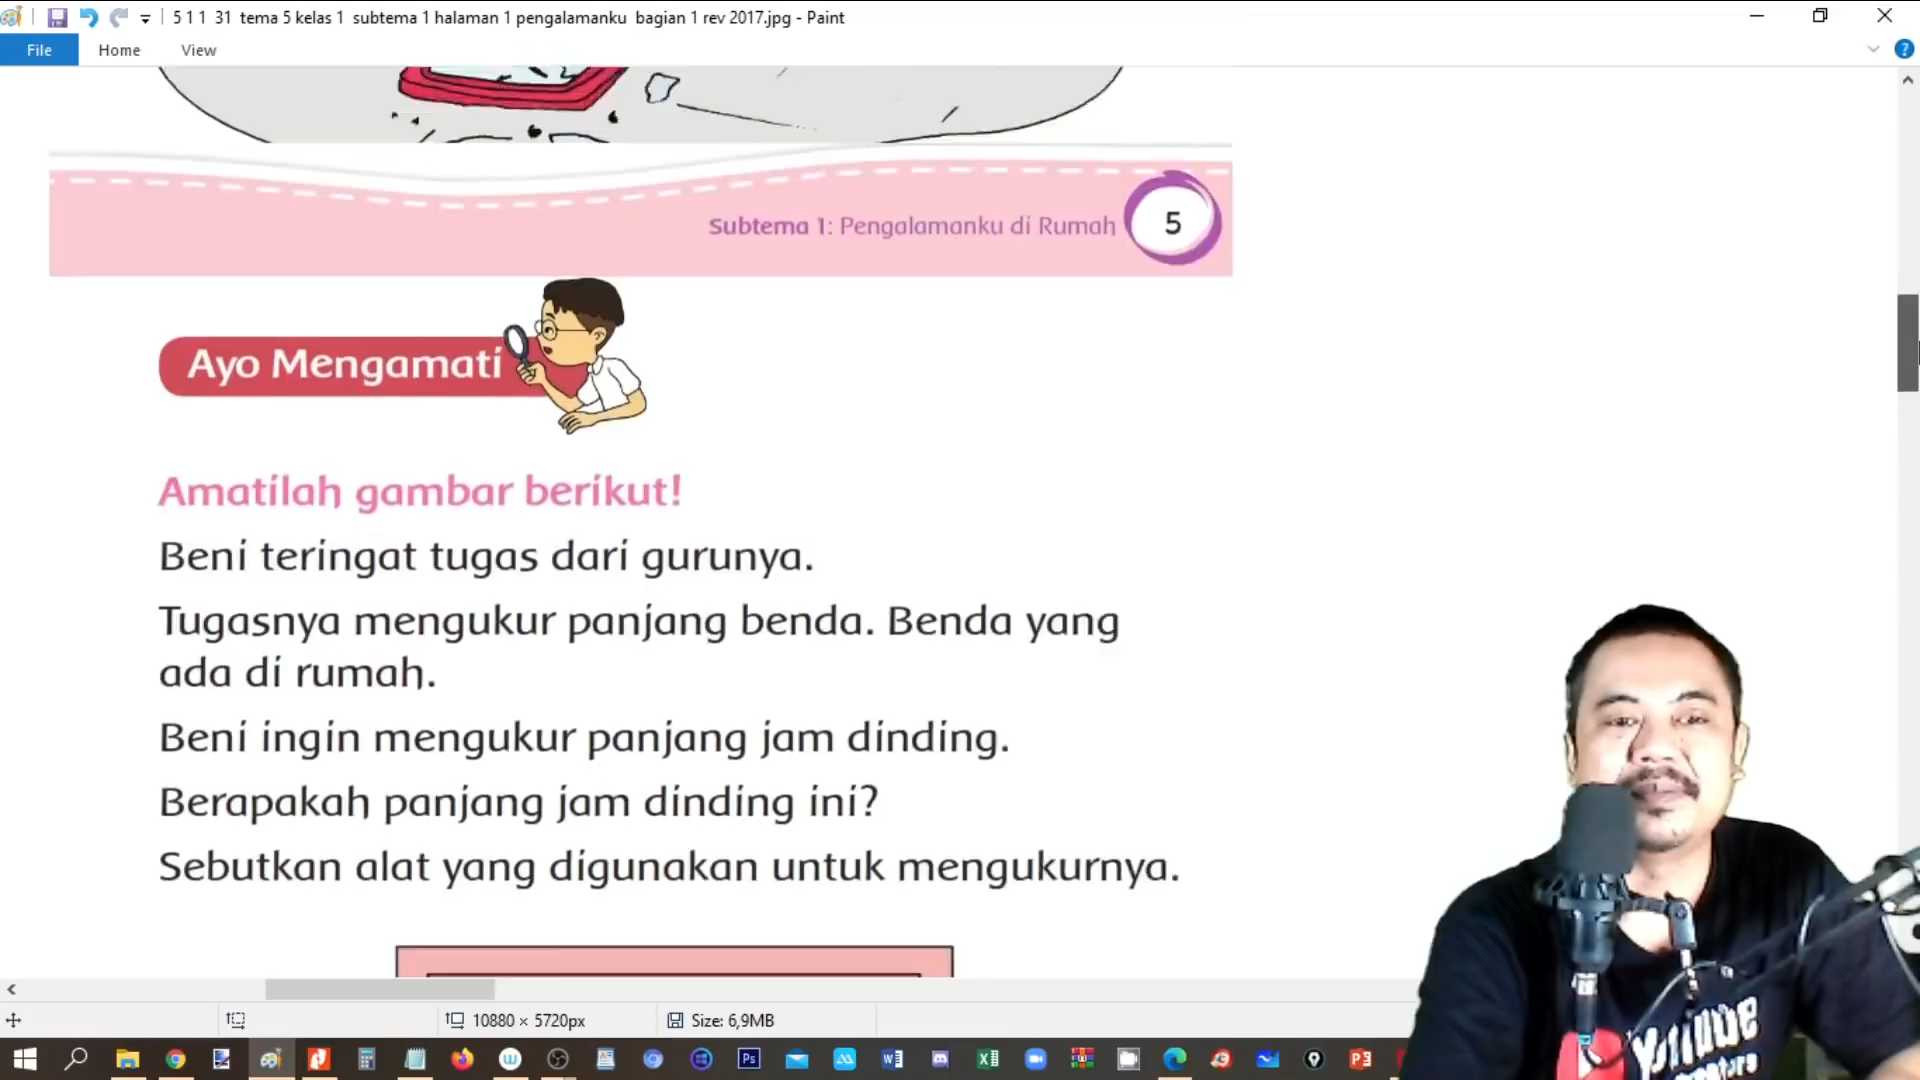 5 1 1 31 tema 5 kelas 1 subtema 1 halaman 1 pengalamanku bagian 1 rev 2017.jpg - Paint
File Home View
Subtema 1: Pengalamanku di Rumah 5
Ayo Mengamati
Amatilah gambar berikut!
Beni teringat tugas dari gurunya.
Tugasnya mengukur panjang benda. Benda yang
ada di rumah.
Beni ingin mengukur panjang jam dinding.
Berapakah panjang jam dinding ini?
Sebutkan alat yang digunakan untuk mengukurnya.
10880 × 5720px Size: 6,9MB